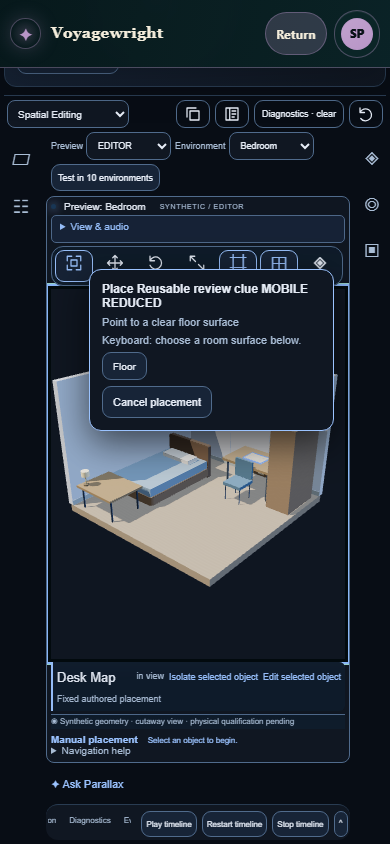 Voyagewright
Return
SP
Spatial Editing
Diagnostics · clear
Preview
EDITOR
Environment
Bedroom
Test in 10 environments
Preview: Bedroom
SYNTHETIC / EDITOR
View & audio
Place Reusable review clue MOBILE
REDUCED
Point to a clear floor surface
Keyboard: choose a room surface below.
Floor
Cancel placement
Desk Map
in view
Isolate selected object
Edit selected object
Fixed authored placement
Synthetic geometry · cutaway view · physical qualification pending
Manual placement
Select an object to begin.
Navigation help
Ask Parallax
on
Diagnostics
Play timeline
Restart timeline
Stop timeline